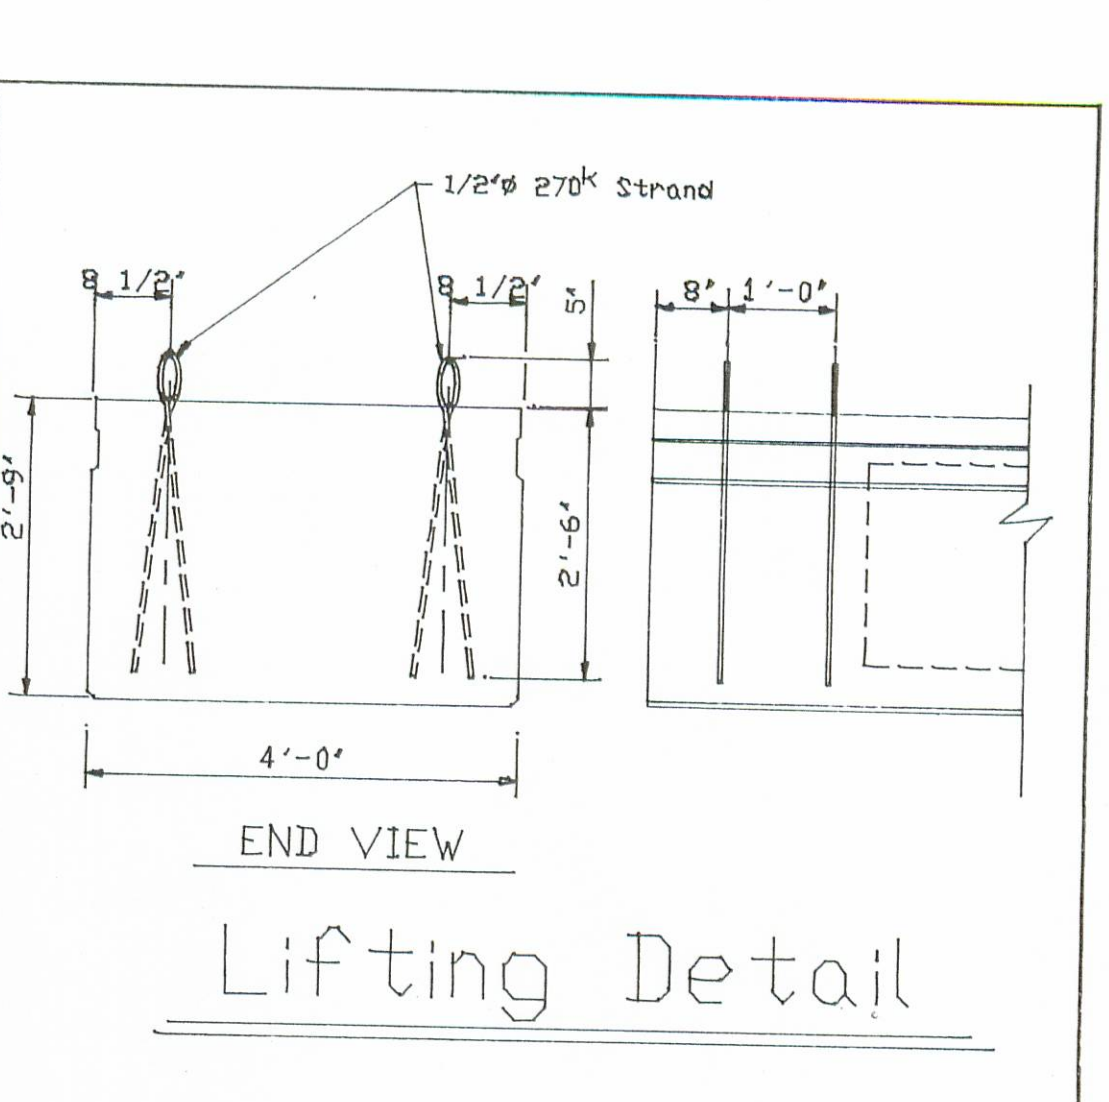 1/2"ø 270ᵏ Strand
8 1/2"
8 1/2"
5"
8"
1'-0"
2'-9"
2'-6"
4'-0"
END VIEW
Lifting Detail